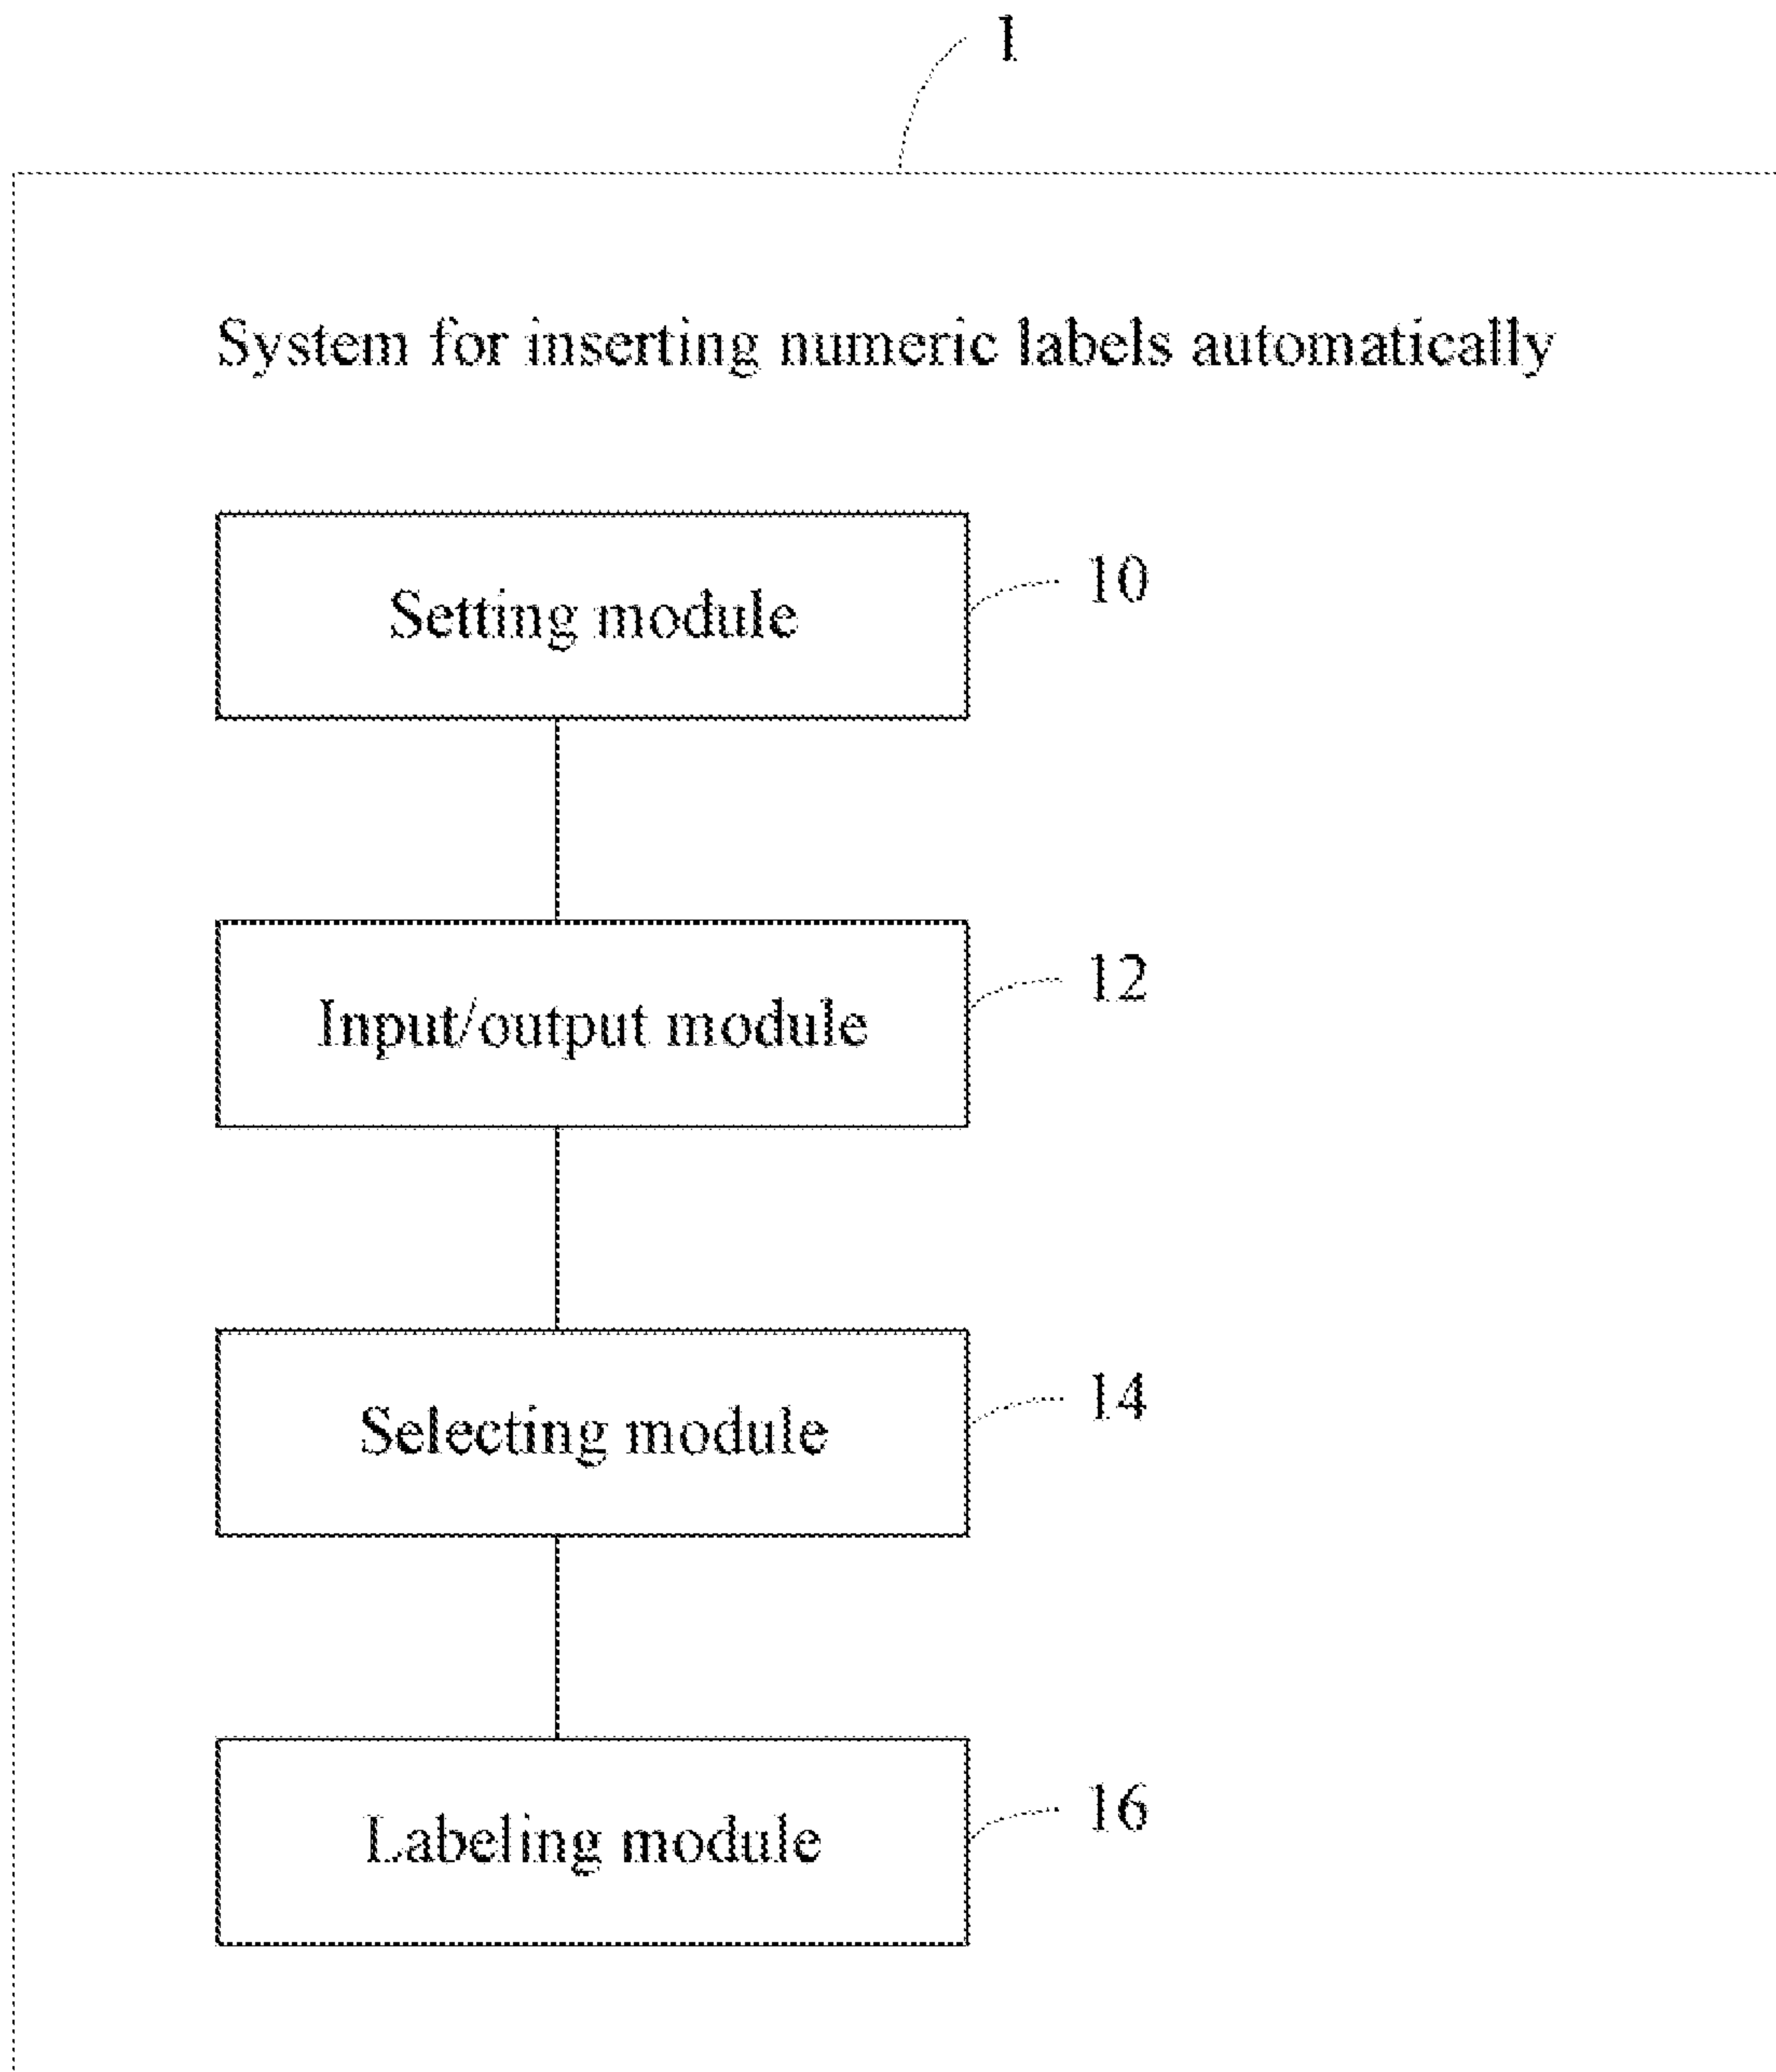 1
System for inserting numeric labels automatically
Setting module
10
Input/output module
12
Selecting module
14
Labeling module
16